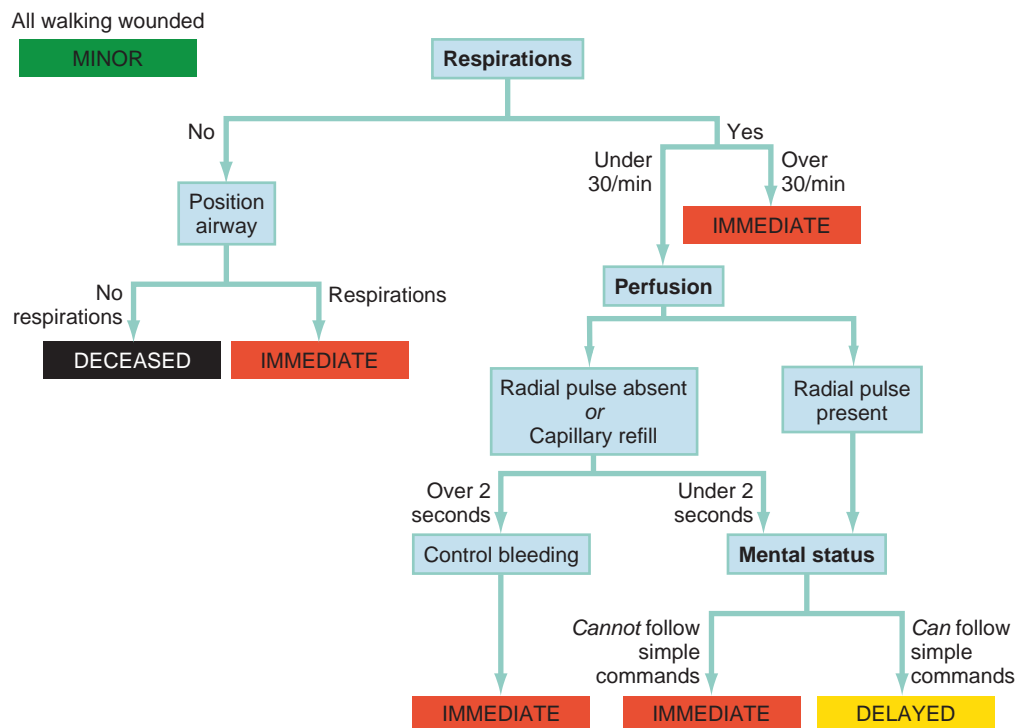 All walking wounded
MINOR
Respirations
No
Yes
Under
30/min
Over
30/min
Position
airway
IMMEDIATE
Perfusion
No
respirations
Respirations
DECEASED
IMMEDIATE
Radial pulse absent
or
Capillary refill
Radial pulse
present
Over 2
seconds
Under 2
seconds
Control bleeding
Mental status
Cannot follow
simple
commands
Can follow
simple
commands
IMMEDIATE
IMMEDIATE
DELAYED